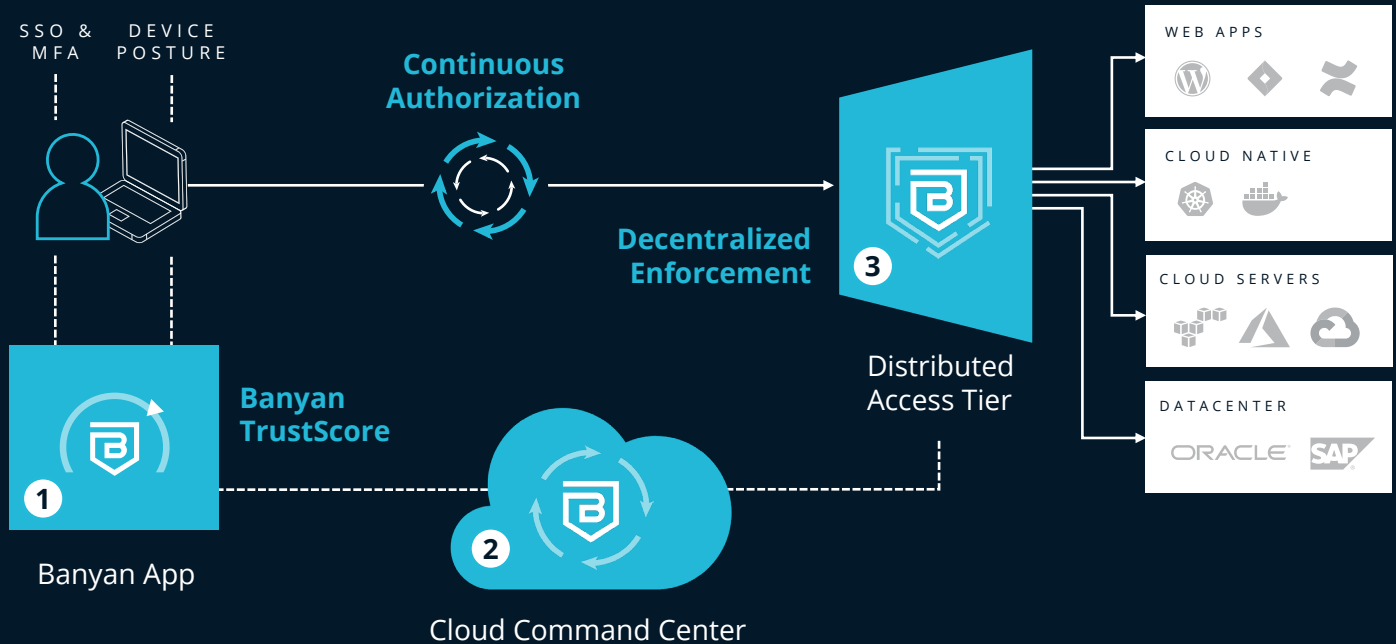 SSO &
MFA
DEVICE
POSTURE
Continuous
Authorization
Decentralized
Enforcement
3
Distributed
Access Tier
WEB APPS
CLOUD NATIVE
CLOUD SERVERS
DATACENTER
ORACLE
SAP
Banyan
TrustScore
B
1
Banyan App
B
2
Cloud Command Center
B